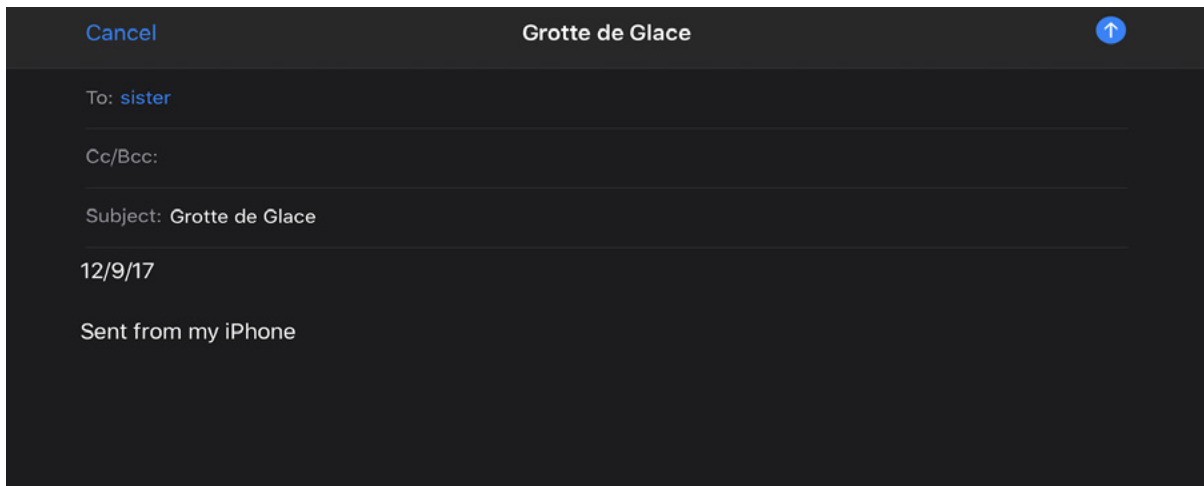 Cancel Grotte de Glace
To: sister
Cc/Bcc:
Subject: Grotte de Glace
12/9/17
Sent from my iPhone